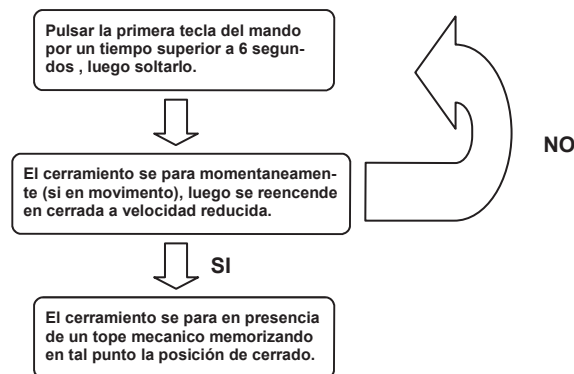 Pulsar la primera tecla del mando
por un tiempo superior a 6 segun-
dos , luego soltarlo.
NO
El cerramiento se para momentaneamen-
te (si en movimiento), luego se reencende
en cerrada a velocidad reducida.
SI
El cerramiento se para en presencia
de un tope mecanico memorizando
en tal punto la posición de cerrado.